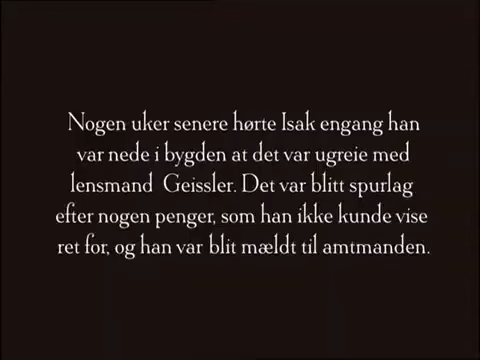 Nogen uker senere hørte Isak engang han
var nede i bygden at det var ugreie med
lensmand Geissler. Det var blitt spurlag
efter nogen penger, som han ikke kunde vise
ret for, og han var blit mældt til amtmanden.